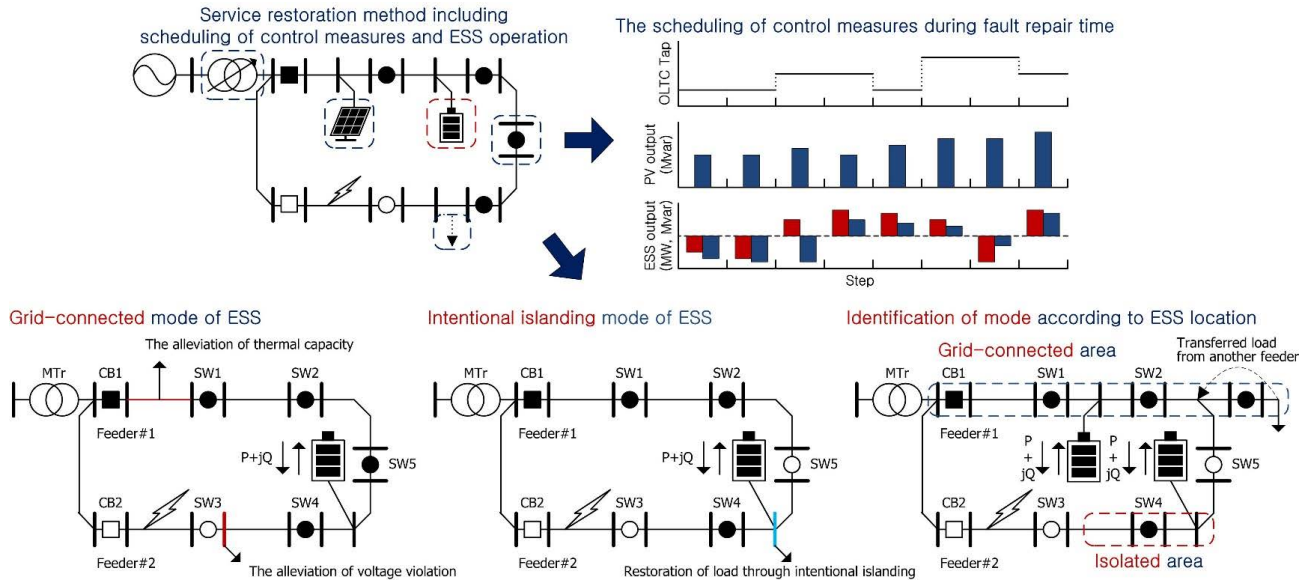 Service restoration method including
scheduling of control measures and ESS operation
The scheduling of control measures during fault repair time
OLTC Tap
PV output
(Mvar)
ESS output
(MW, Mvar)
Step
Grid-connected mode of ESS
The alleviation of thermal capacity
MTr
CB1
SW1
SW2
Feeder#1
P+jQ
SW5
CB2
SW3
SW4
Feeder#2
The alleviation of voltage violation
Intentional islanding mode of ESS
MTr
CB1
SW1
SW2
Feeder#1
P+jQ
SW5
CB2
SW3
SW4
Feeder#2
Restoration of load through intentional islanding
Identification of mode according to ESS location
Grid-connected area
Transferred load
from another feeder
MTr
CB1
SW1
SW2
Feeder#1
P
+
jQ
P
+
jQ
SW5
CB2
SW3
SW4
Feeder#2
Isolated area